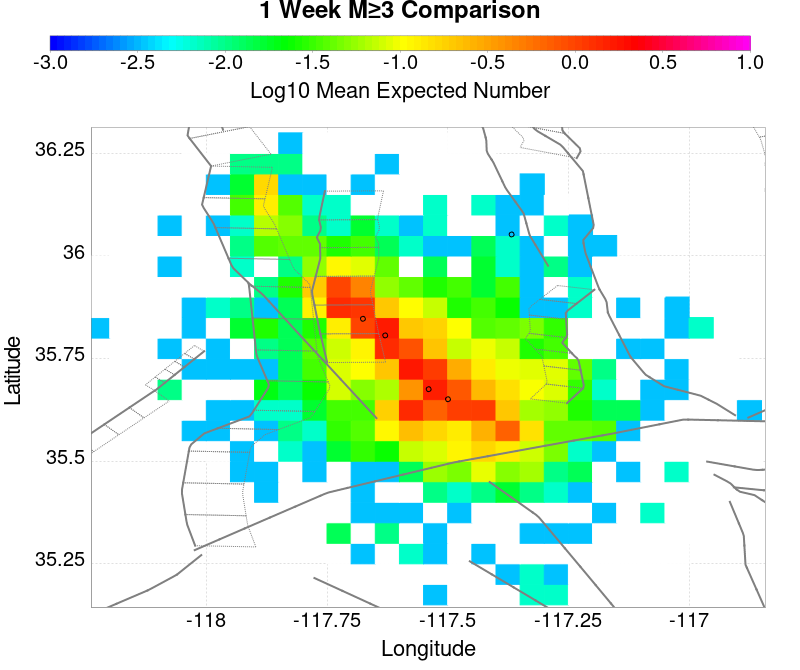 1 Week M≥3 Comparison
-3.0 -2.5 -2.0 -1.5 -1.0 -0.5 0.0 0.5 1.0
Log10 Mean Expected Number
36.25
36
35.75
35.5
35.25
Latitude
-118 -117.75 -117.5 -117.25 -117
Longitude